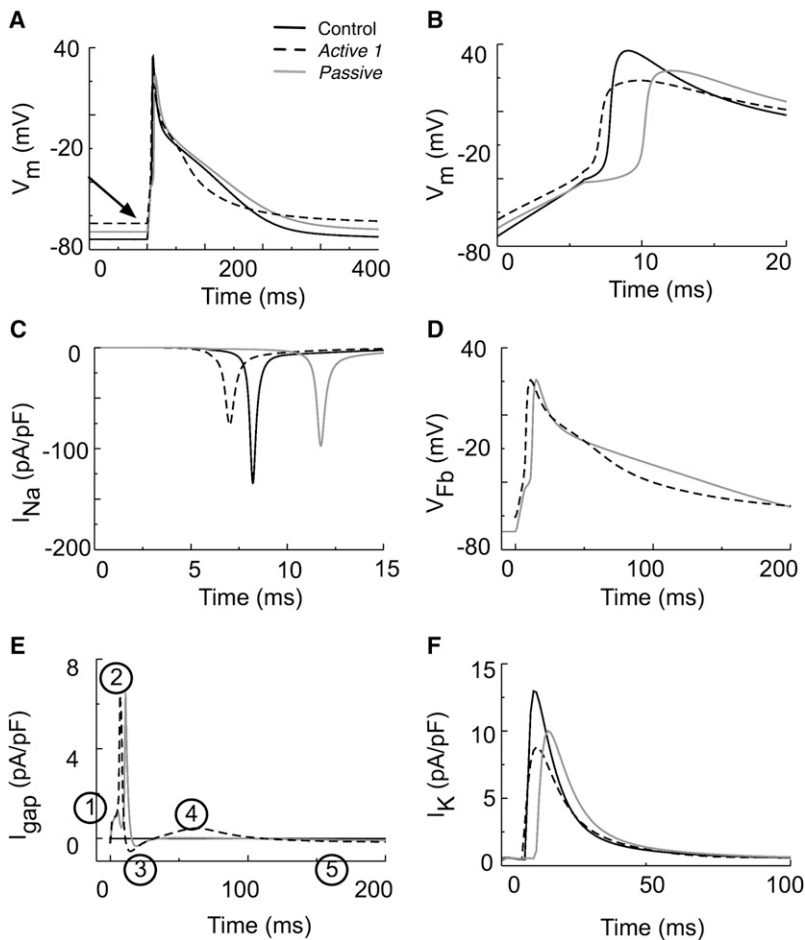 A
Control
Active 1
Passive
40
-20
-80
Vm (mV)
0
200
400
Time (ms)
B
40
-20
-80
Vm (mV)
0
10
20
Time (ms)
C
0
-100
-200
INa (pA/pF)
0
5
10
15
Time (ms)
D
40
-20
-80
VFb (mV)
0
100
200
Time (ms)
E
8
4
0
Igap (pA/pF)
1
2
3
4
5
0
100
200
Time (ms)
F
15
10
5
0
IK (pA/pF)
0
50
100
Time (ms)